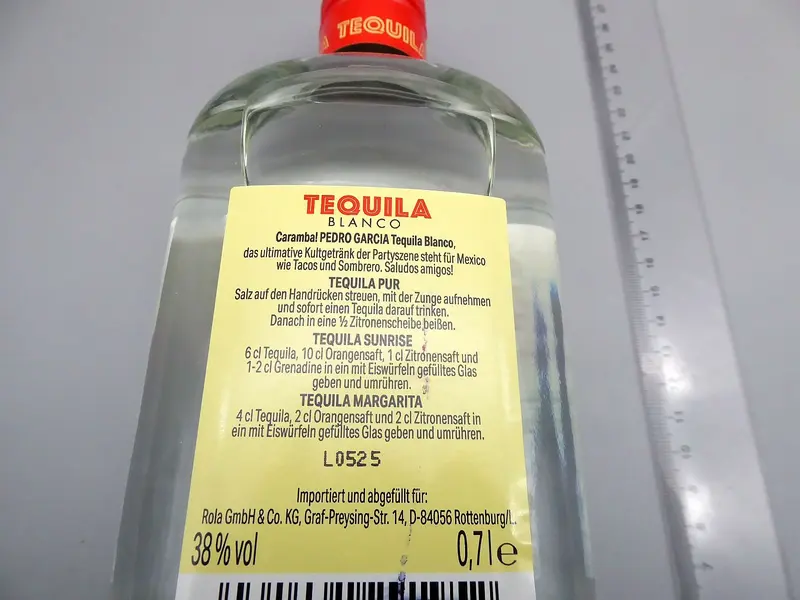 TEQUILA
TEQUILA
BLANCO
Caramba! PEDRO GARCIA Tequila Blanco,
das ultimative Kultgetränk der Partyszene steht für Mexico
wie Tacos und Sombrero. Saludos amigos!
TEQUILA PUR
Salz auf den Handrücken streuen, mit der Zunge aufnehmen
und sofort einen Tequila darauf trinken.
Danach in eine ½ Zitronenscheibe beißen.
TEQUILA SUNRISE
6 cl Tequila, 10 cl Orangensaft, 1 cl Zitronensaft und
1-2 cl Grenadine in ein mit Eiswürfeln gefülltes Glas
geben und umrühren.
TEQUILA MARGARITA
4 cl Tequila, 2 cl Orangensaft und 2 cl Zitronensaft in
ein mit Eiswürfeln gefülltes Glas geben und umrühren.
L0525
Importiert und abgefüllt für:
Rola GmbH & Co. KG, Graf-Preysing-Str. 14, D-84056 Rottenburg/L.
38 % vol 0,7 l e